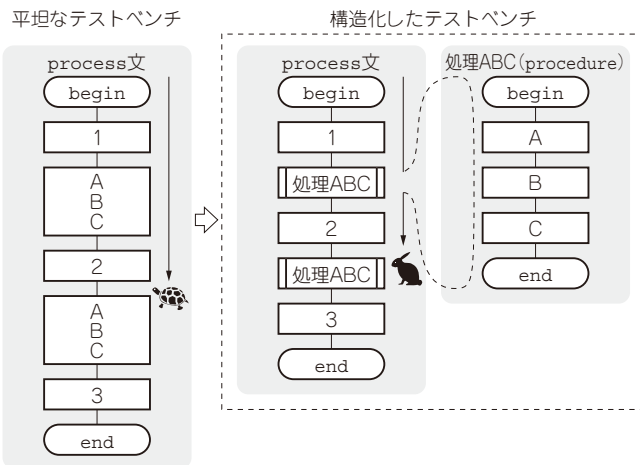 平坦なテストベンチ
process文
begin
1
A
B
C
2
A
B
C
3
end
構造化したテストベンチ
process文
begin
1
処理ABC
2
処理ABC
3
end
処理ABC(procedure)
begin
A
B
C
end